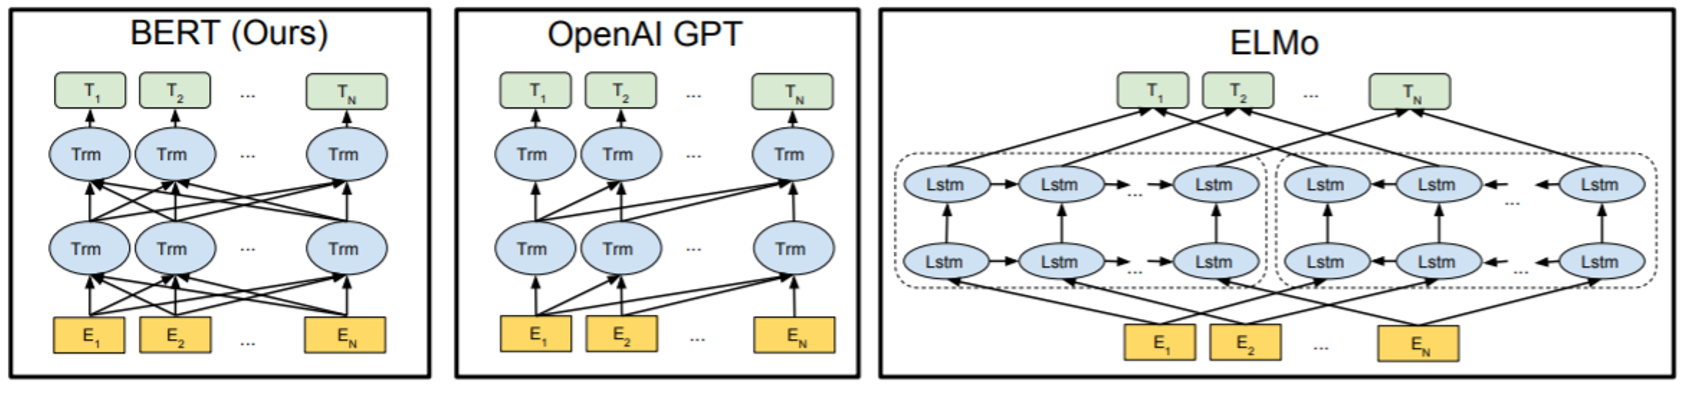 BERT (Ours)
T1 T2 ... TN
Trm Trm ... Trm
Trm Trm ... Trm
E1 E2 ... EN
OpenAI GPT
T1 T2 ... TN
Trm Trm ... Trm
Trm Trm ... Trm
E1 E2 ... EN
ELMo
T1 T2 ... TN
Lstm Lstm ... Lstm Lstm Lstm ... Lstm
Lstm Lstm ... Lstm Lstm Lstm ... Lstm
E1 E2 ... EN